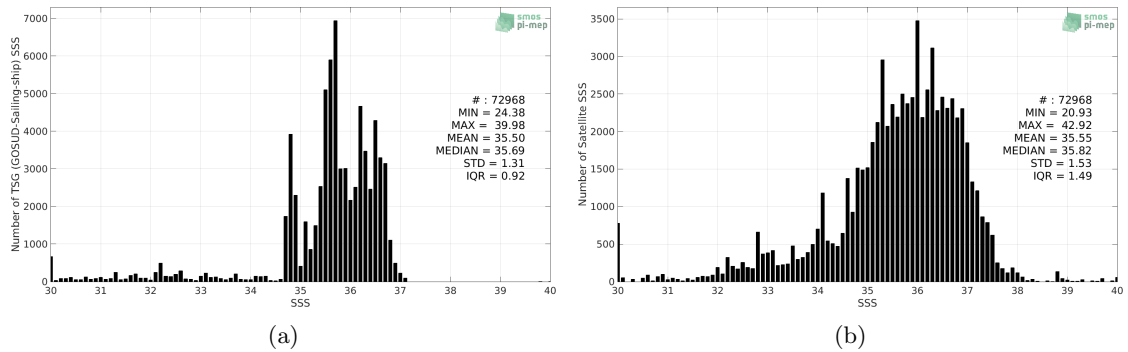 7000
6000
5000
4000
3000
2000
1000
0
Number of TSG (GOSUD-Sailing-ship) SSS
smos
pi-mep
# : 72968
MIN = 24.38
MAX = 39.98
MEAN = 35.50
MEDIAN = 35.69
STD = 1.31
IQR = 0.92
30 31 32 33 34 35 36 37 38 39 40
SSS
(a)
3500
3000
2500
2000
1500
1000
500
0
Number of Satellite SSS
smos
pi-mep
# : 72968
MIN = 20.93
MAX = 42.92
MEAN = 35.55
MEDIAN = 35.82
STD = 1.53
IQR = 1.49
30 31 32 33 34 35 36 37 38 39 40
SSS
(b)